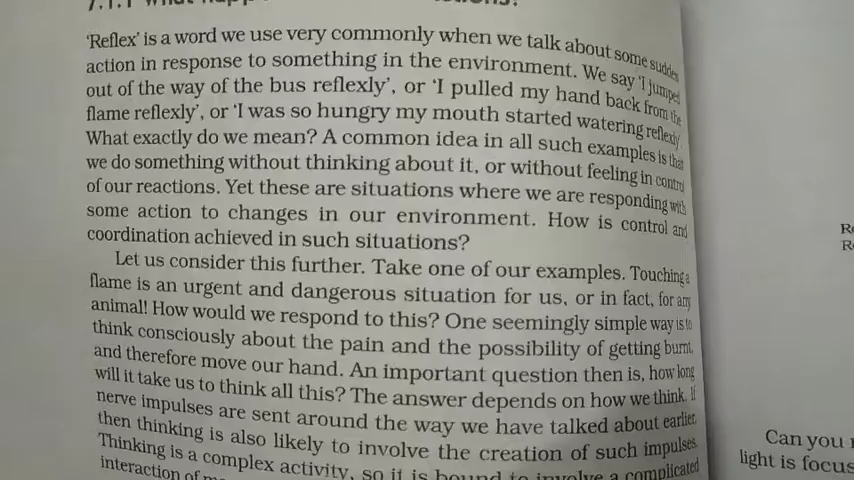 7.1.1 What
'Reflex' is a word we use very commonly when we talk about some sudden
action in response to something in the environment. We say 'I jumped
out of the way of the bus reflexly', or 'I pulled my hand back from the
flame reflexly', or 'I was so hungry my mouth started watering reflexly'.
What exactly do we mean? A common idea in all such examples is that
we do something without thinking about it, or without feeling in control
of our reactions. Yet these are situations where we are responding with
some action to changes in our environment. How is control and
coordination achieved in such situations?
Let us consider this further. Take one of our examples. Touching a
flame is an urgent and dangerous situation for us, or in fact, for any
animal! How would we respond to this? One seemingly simple way is to
think consciously about the pain and the possibility of getting burnt,
and therefore move our hand. An important question then is, how long
will it take us to think all this? The answer depends on how we think. If
nerve impulses are sent around the way we have talked about earlier,
then thinking is also likely to involve the creation of such impulses.
Thinking is a complex activity, so it is bound to involve a complicated
interaction of
Can you
light is focus